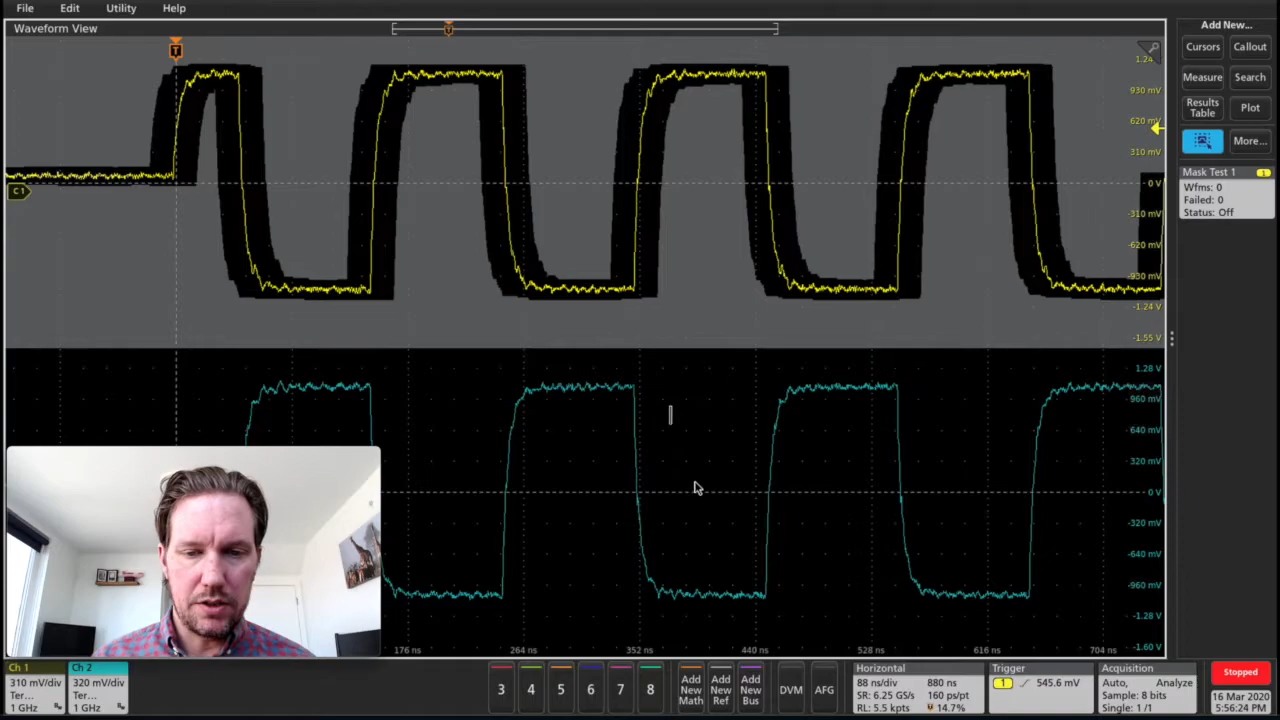 File Edit Utility Help
Waveform View
Add New...
Cursors Callout
Measure Search
Results Table Plot
More...
Mask Test 1 1
Wfms: 0
Failed: 0
Status: Off
T
T
C 1
1.24
930 mV
620 mV
310 mV
0 V
-310 mV
-620 mV
-930 mV
-1.24 V
-1.55 V
1.28 V
960 mV
640 mV
320 mV
0 V
-320 mV
-640 mV
-960 mV
-1.28 V
-1.60 V
176 ns 264 ns 352 ns 440 ns 528 ns 616 ns 704 ns
Ch 1
310 mV/div
Ter...
1 GHz
Ch 2
320 mV/div
Ter...
1 GHz
3 4 5 6 7 8
Add New Math
Add New Ref
Add New Bus
DVM AFG
Horizontal
88 ns/div 880 ns
SR: 6.25 GS/s 160 ps/pt
RL: 5.5 kpts 14.7%
Trigger
1 545.6 mV
Acquisition
Auto, Analyze
Sample: 8 bits
Single: 1 /1
Stopped
16 Mar 2020
5:56:24 PM